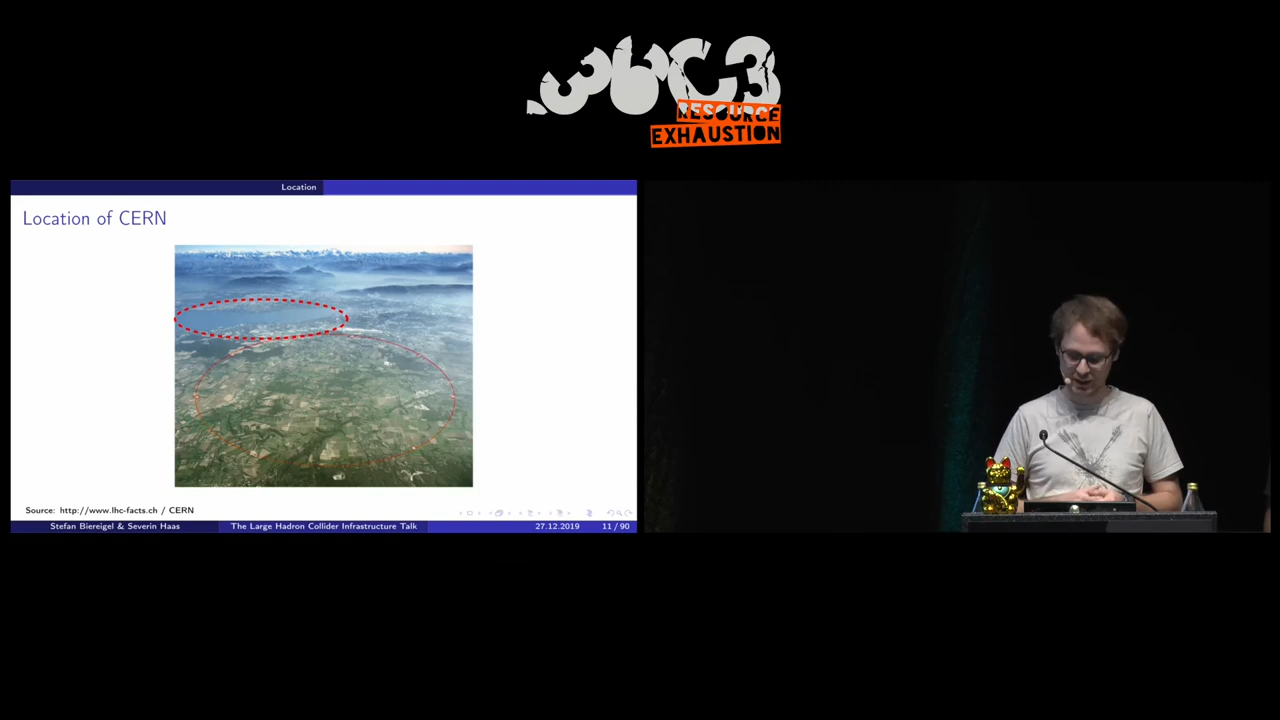 36C3
RESOURCE
EXHAUSTION
Location
Location of CERN
Source: http://www.lhc-facts.ch / CERN
Stefan Biereigel & Severin Haas The Large Hadron Collider Infrastructure Talk 27.12.2019 11 / 90